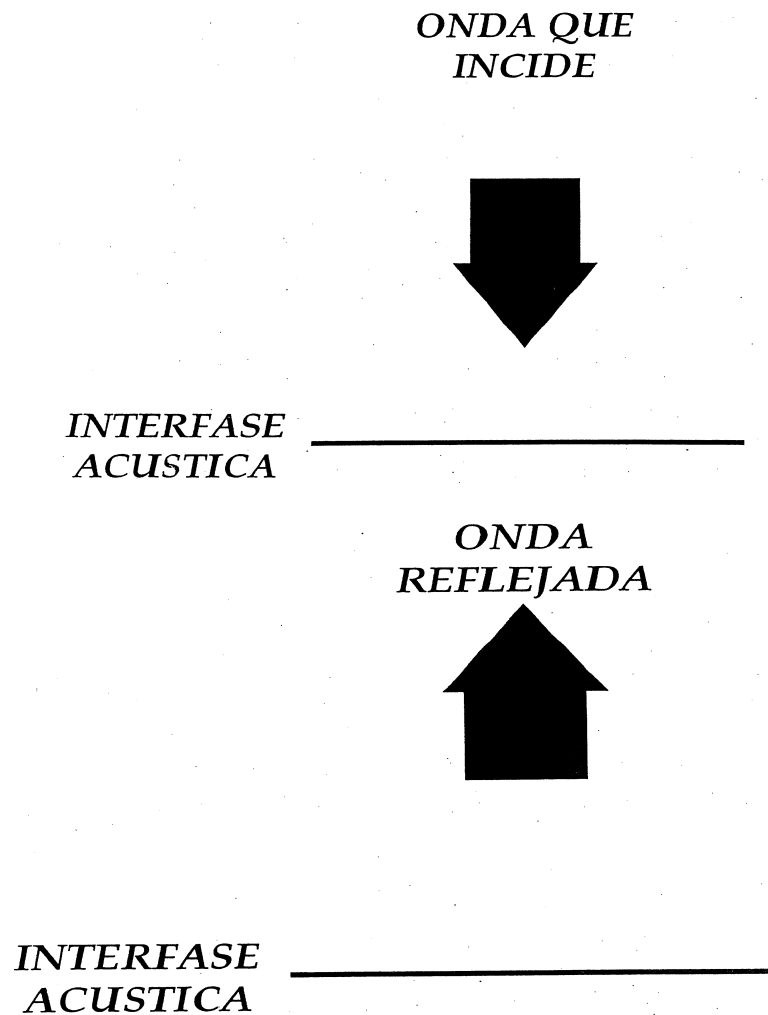 ONDA QUE
INCIDE
INTERFASE
ACUSTICA
ONDA
REFLEJADA
INTERFASE
ACUSTICA